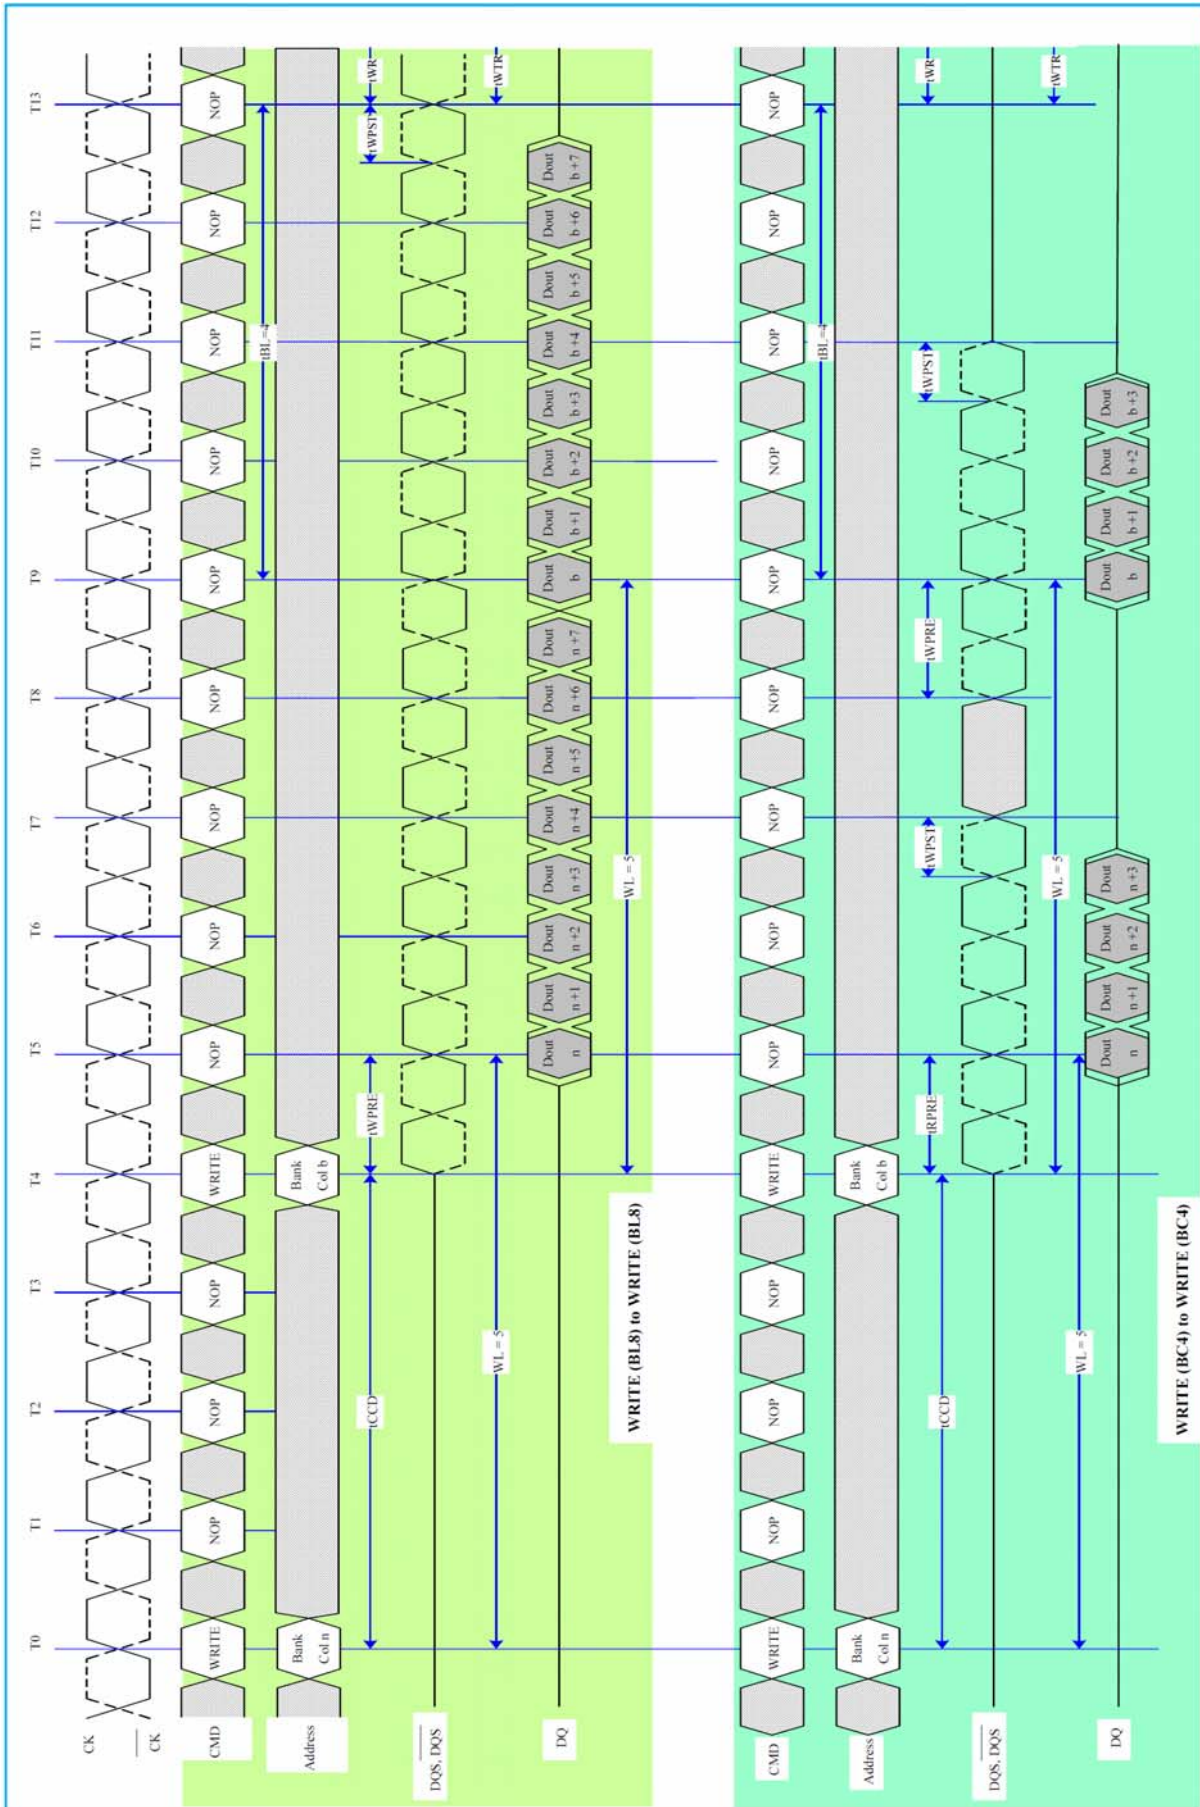 T0 T1 T2 T3 T4 T5 T6 T7 T8 T9 T10 T11 T12 T13
CK
CK
CMD WRITE NOP NOP NOP WRITE NOP NOP NOP NOP NOP NOP NOP NOP NOP
tBL=4
Address Bank Col n Bank Col b
tCCD tWPRE tWPST tWR
DQS, DQS
WL = 5 tWTR
DQ Dout n Dout n +1 Dout n +2 Dout n +3 Dout n +4 Dout n +5 Dout n +6 Dout n +7 Dout b Dout b +1 Dout b +2 Dout b +3 Dout b +4 Dout b +5 Dout b +6 Dout b +7
WL = 5
WRITE (BL8) to WRITE (BL8)
CMD WRITE NOP NOP NOP WRITE NOP NOP NOP NOP NOP NOP NOP NOP NOP
tBL=4
Address Bank Col n Bank Col b
tCCD tRPRE tWPST tWPRE tWPST tWR
DQS, DQS
WL = 5 tWTR
WL = 5
DQ Dout n Dout n +1 Dout n +2 Dout n +3 Dout b Dout b +1 Dout b +2 Dout b +3
WRITE (BC4) to WRITE (BC4)